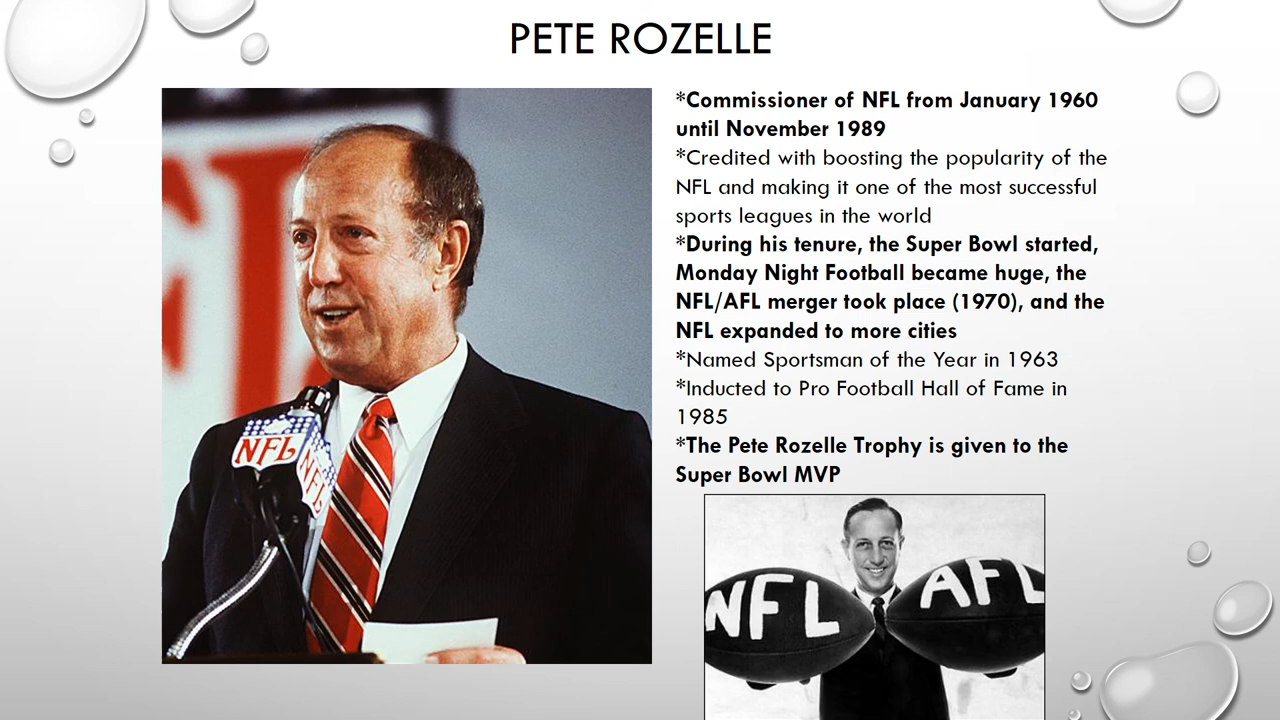 PETE ROZELLE
*Commissioner of NFL from January 1960
until November 1989
*Credited with boosting the popularity of the
NFL and making it one of the most successful
sports leagues in the world
*During his tenure, the Super Bowl started,
Monday Night Football became huge, the
NFL/AFL merger took place (1970), and the
NFL expanded to more cities
*Named Sportsman of the Year in 1963
*Inducted to Pro Football Hall of Fame in
1985
*The Pete Rozelle Trophy is given to the
Super Bowl MVP
NFL
NFL
NFL
AFL